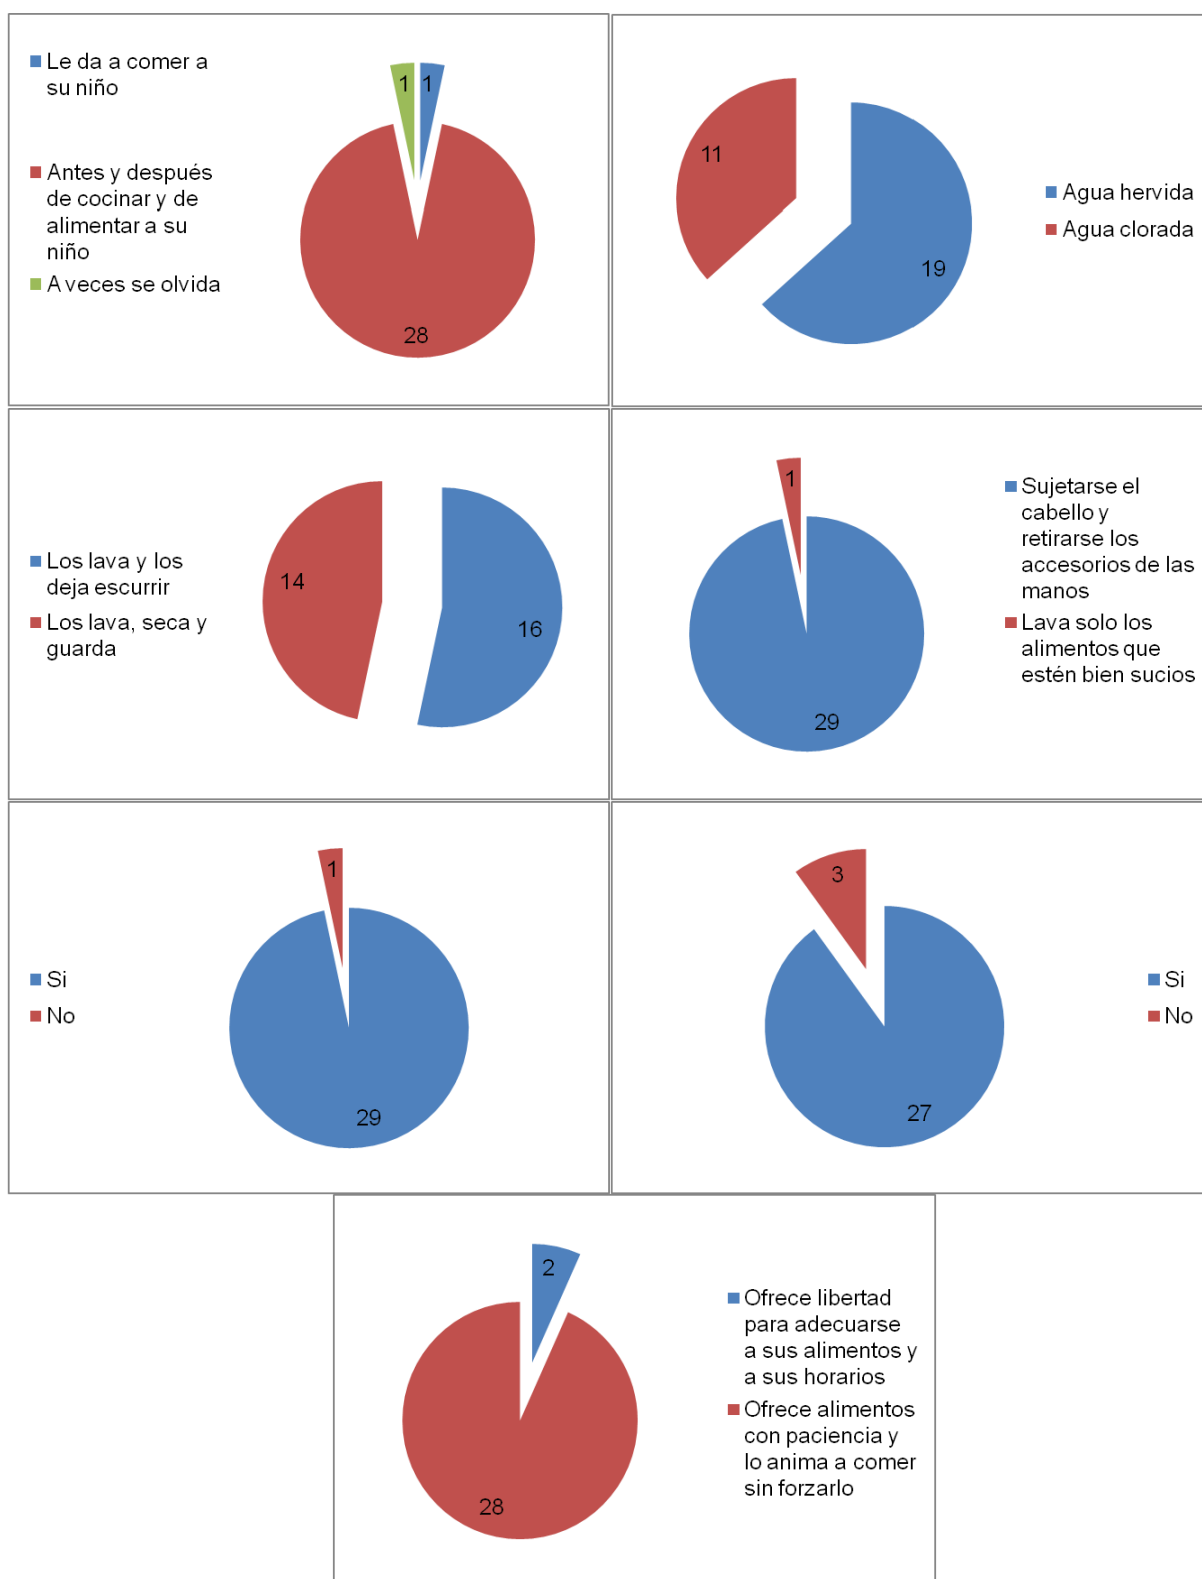 Le da a comer a
su niño
Antes y después
de cocinar y de
alimentar a su
niño
A veces se olvida
1
1
28
11
19
Agua hervida
Agua clorada
Los lava y los
deja escurrir
Los lava, seca y
guarda
14
16
1
29
Sujetarse el
cabello y
retirarse los
accesorios de las
manos
Lava solo los
alimentos que
estén bien sucios
Si
No
1
29
3
27
Si
No
2
28
Ofrece libertad
para adecuarse
a sus alimentos y
a sus horarios
Ofrece alimentos
con paciencia y
lo anima a comer
sin forzarlo